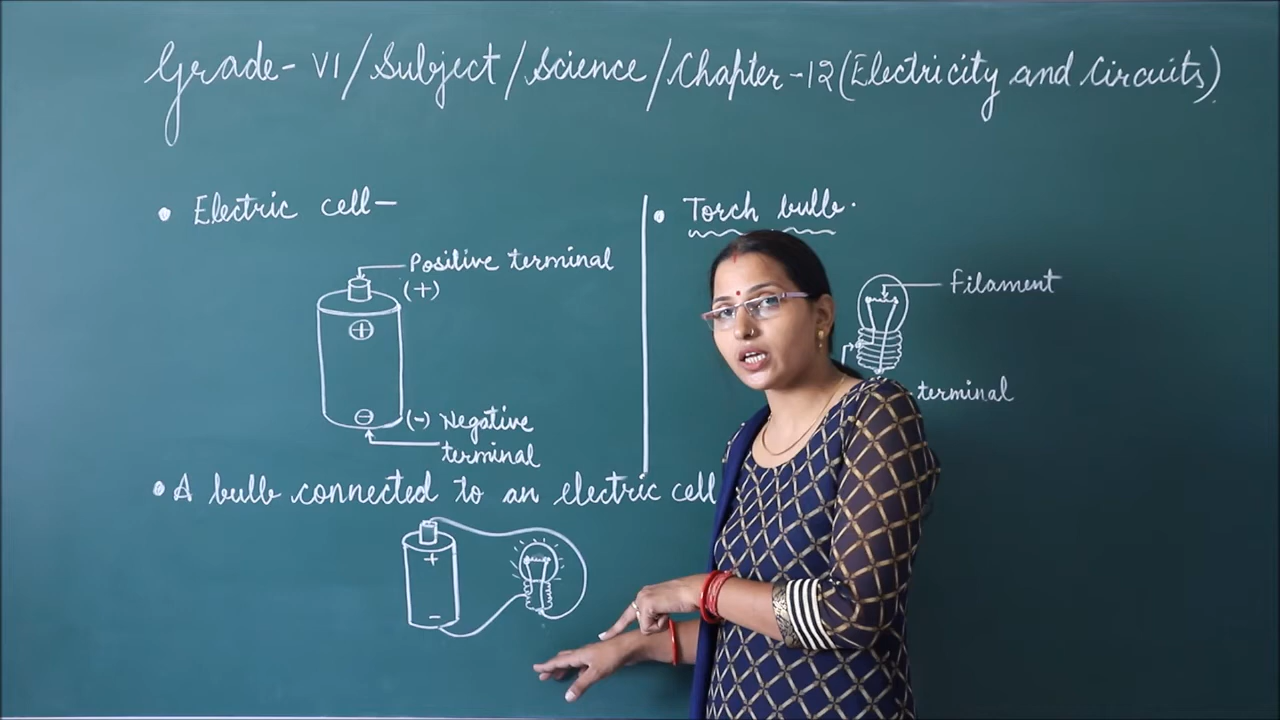 Grade- VI/Subject/Science/Chapter-12(Electricity and Circuits)
• Electric cell-
Positive terminal
(+)
+
-
(-) Negative
terminal
• Torch bulb.
Filament
terminal
• A bulb connected to an electric cell
+
-